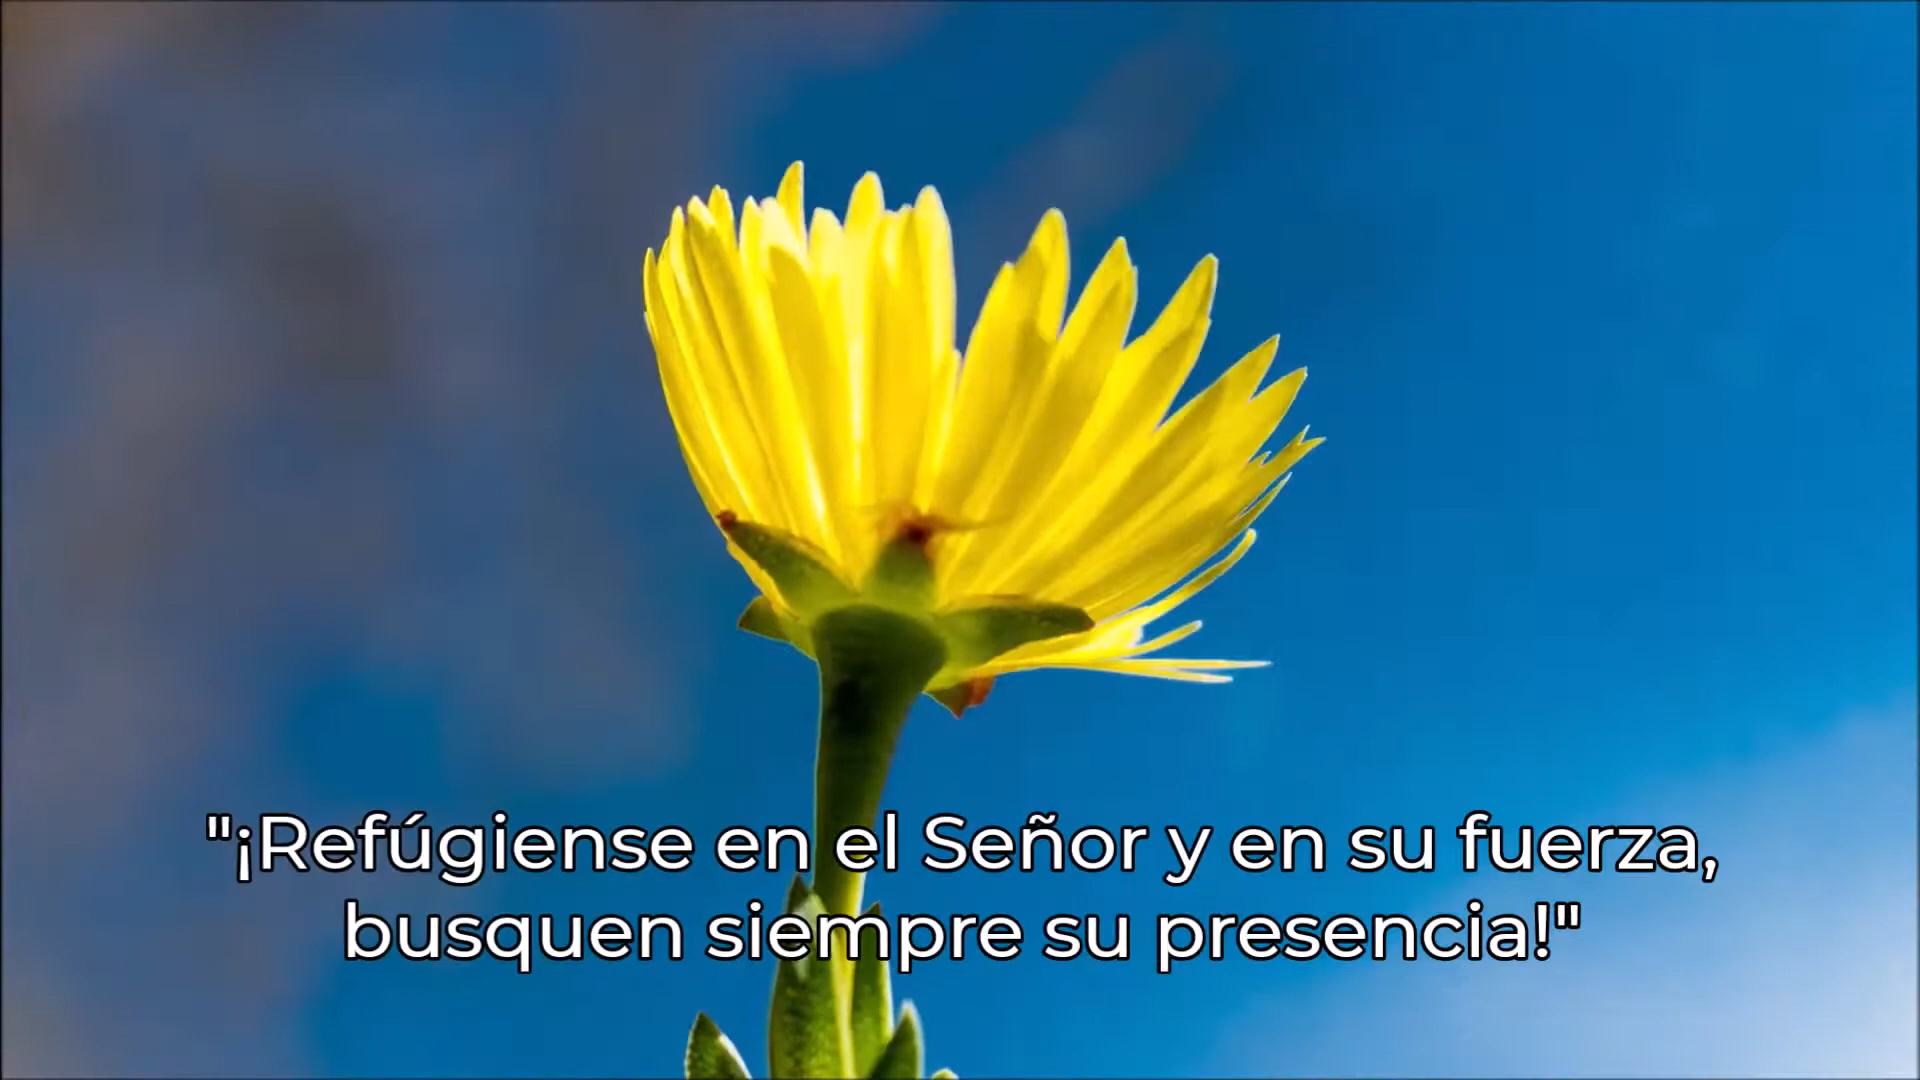 "¡Refúgiense en el Señor y en su fuerza,
busquen siempre su presencia!"